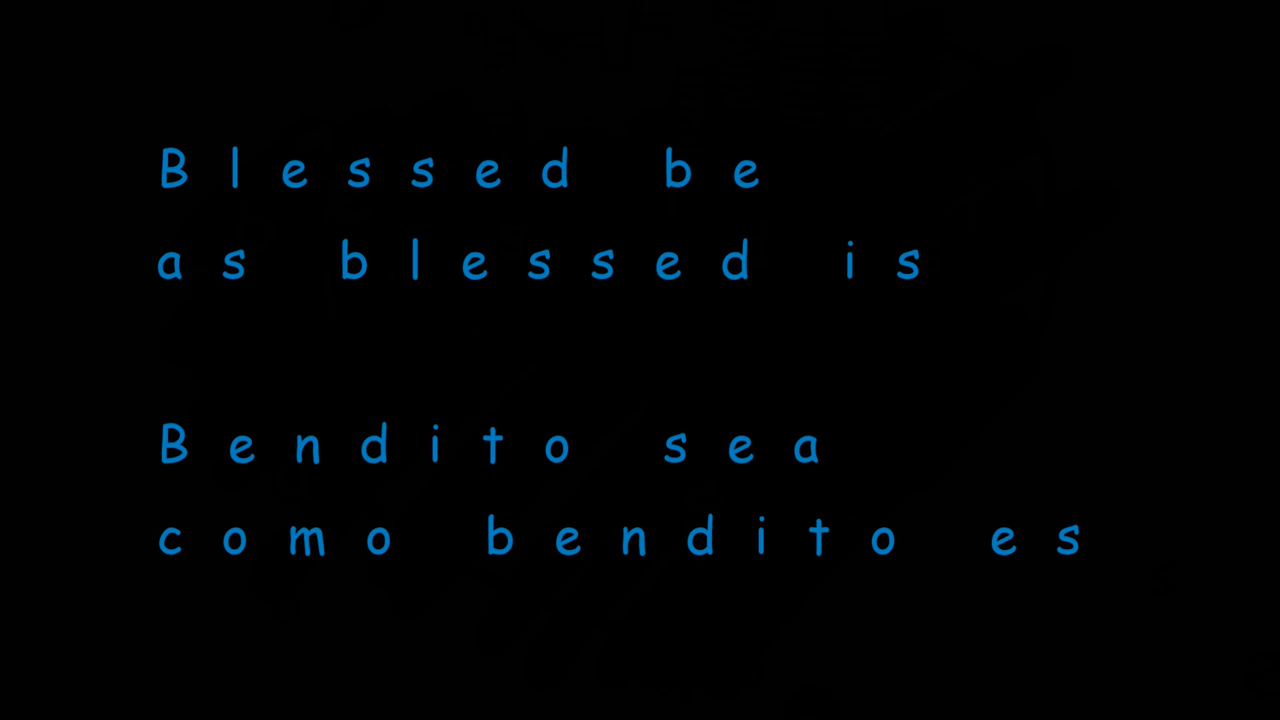 Blessed be
as blessed is
Bendito sea
como bendito es